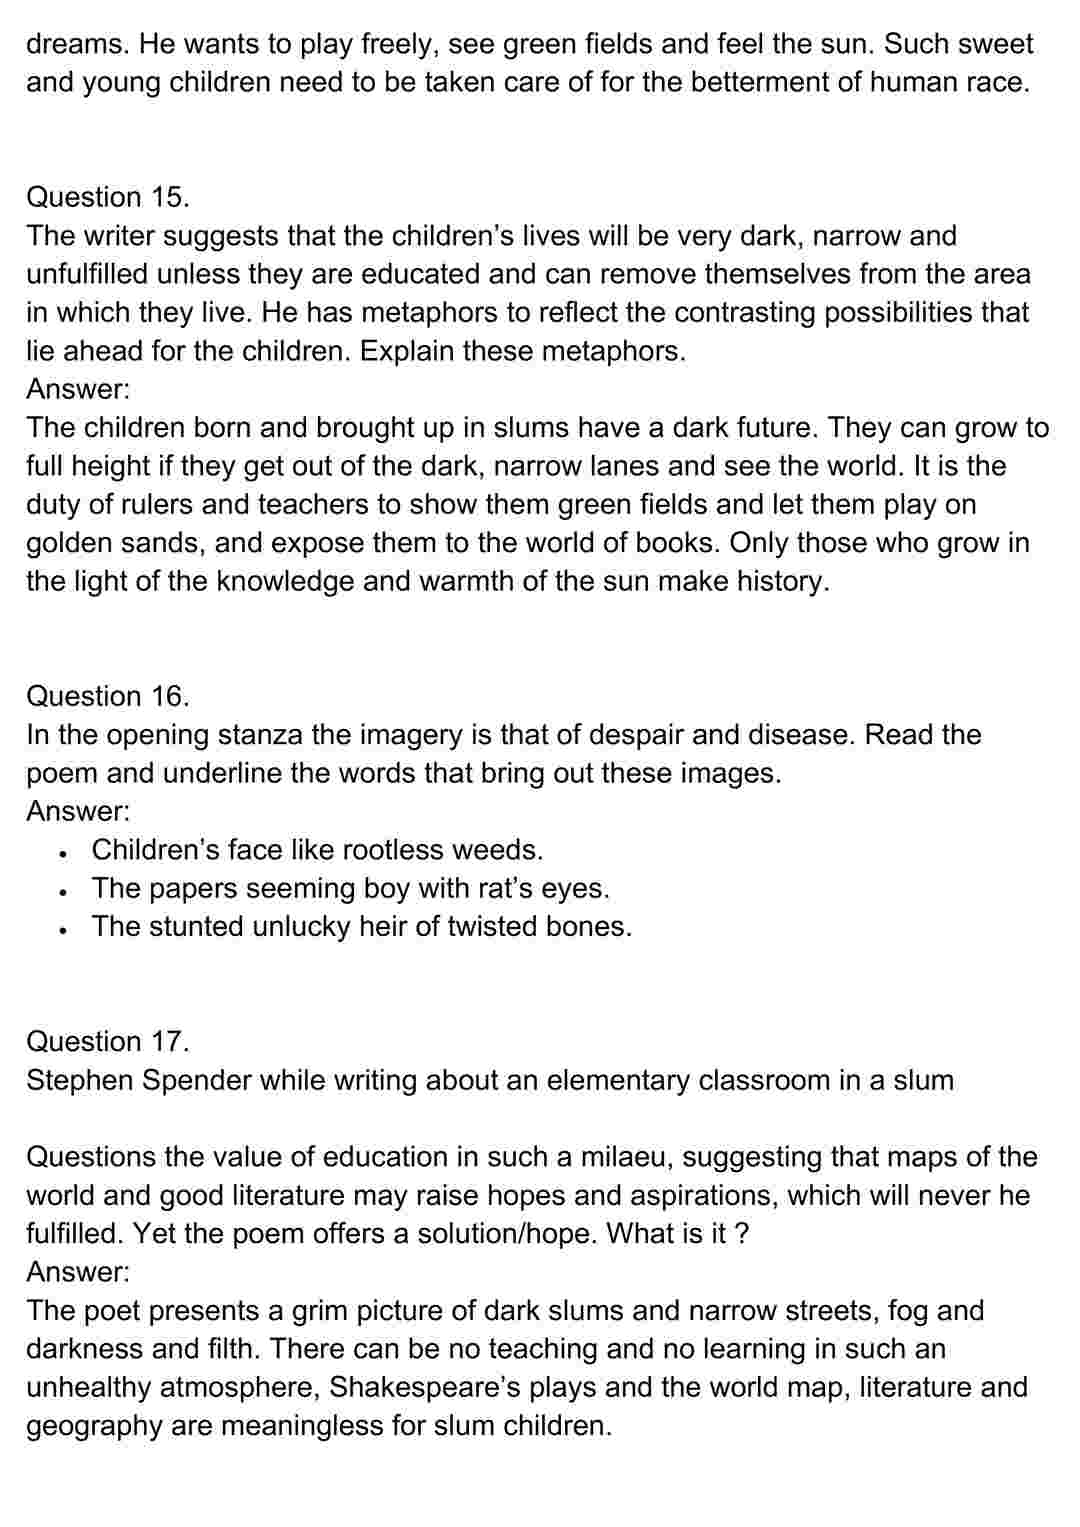 dreams. He wants to play freely, see green fields and feel the sun. Such sweet
and young children need to be taken care of for the betterment of human race.
Question 15.
The writer suggests that the children’s lives will be very dark, narrow and
unfulfilled unless they are educated and can remove themselves from the area
in which they live. He has metaphors to reflect the contrasting possibilities that
lie ahead for the children. Explain these metaphors.
Answer:
The children born and brought up in slums have a dark future. They can grow to
full height if they get out of the dark, narrow lanes and see the world. It is the
duty of rulers and teachers to show them green fields and let them play on
golden sands, and expose them to the world of books. Only those who grow in
the light of the knowledge and warmth of the sun make history.
Question 16.
In the opening stanza the imagery is that of despair and disease. Read the
poem and underline the words that bring out these images.
Answer:
• Children’s face like rootless weeds.
• The papers seeming boy with rat’s eyes.
• The stunted unlucky heir of twisted bones.
Question 17.
Stephen Spender while writing about an elementary classroom in a slum
Questions the value of education in such a milaeu, suggesting that maps of the
world and good literature may raise hopes and aspirations, which will never he
fulfilled. Yet the poem offers a solution/hope. What is it ?
Answer:
The poet presents a grim picture of dark slums and narrow streets, fog and
darkness and filth. There can be no teaching and no learning in such an
unhealthy atmosphere, Shakespeare’s plays and the world map, literature and
geography are meaningless for slum children.